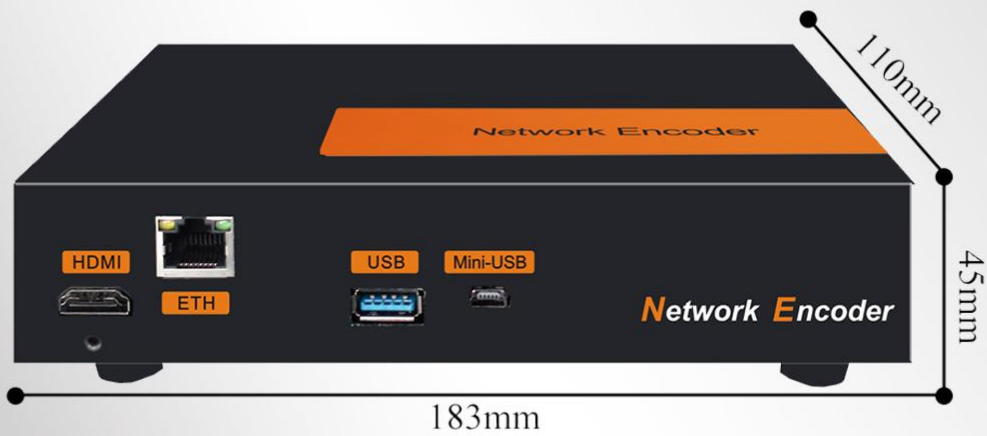 110mm
Network Encoder
HDMI
ETH
USB
Mini-USB
Network Encoder
45mm
183mm